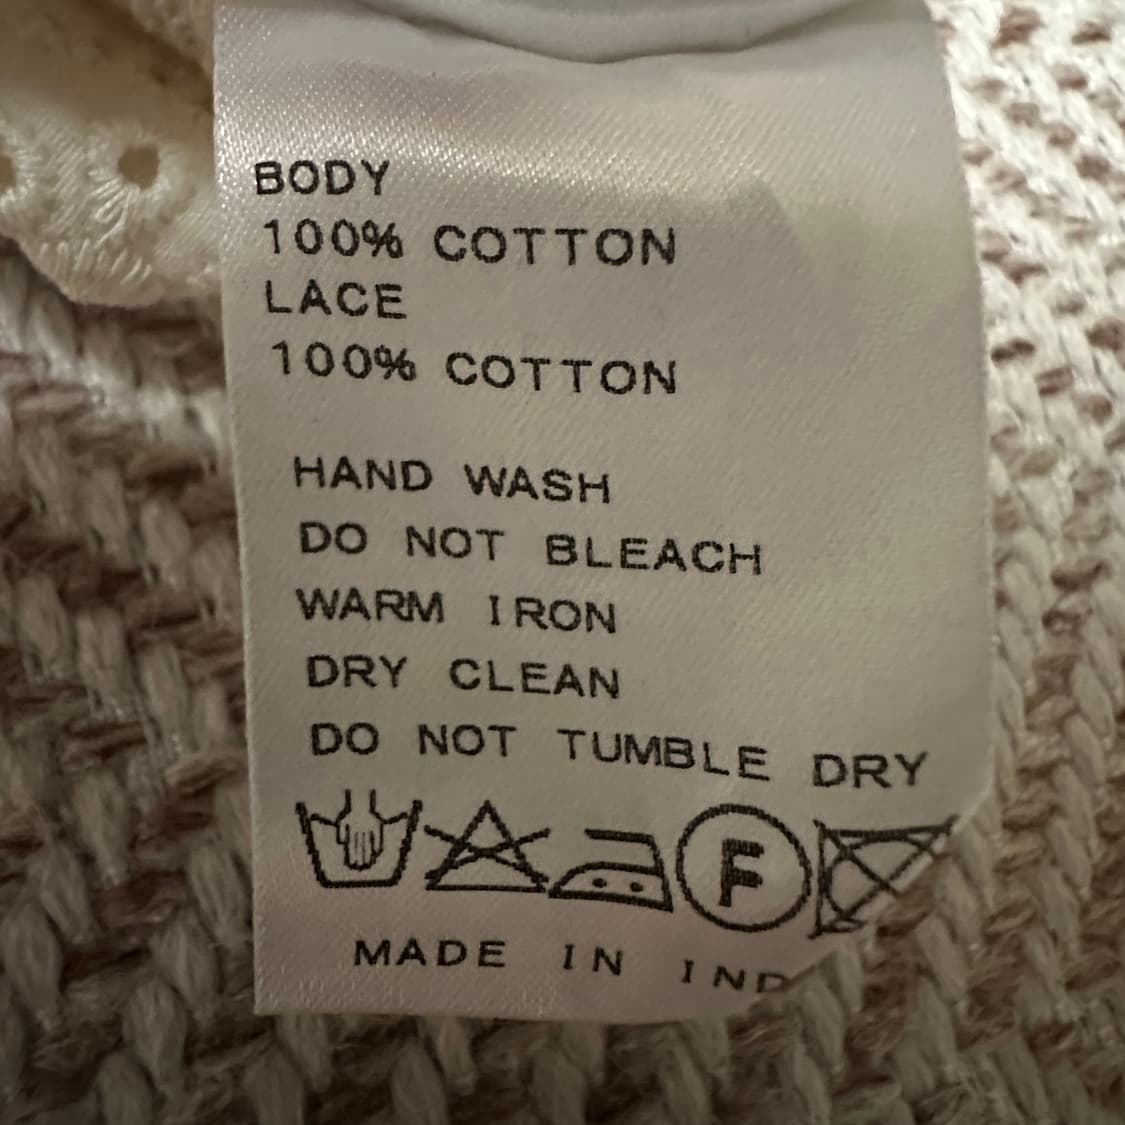 BODY
100% COTTON
LACE
100% COTTON
HAND WASH
DO NOT BLEACH
WARM IRON
DRY CLEAN
DO NOT TUMBLE DRY
F
MADE IN